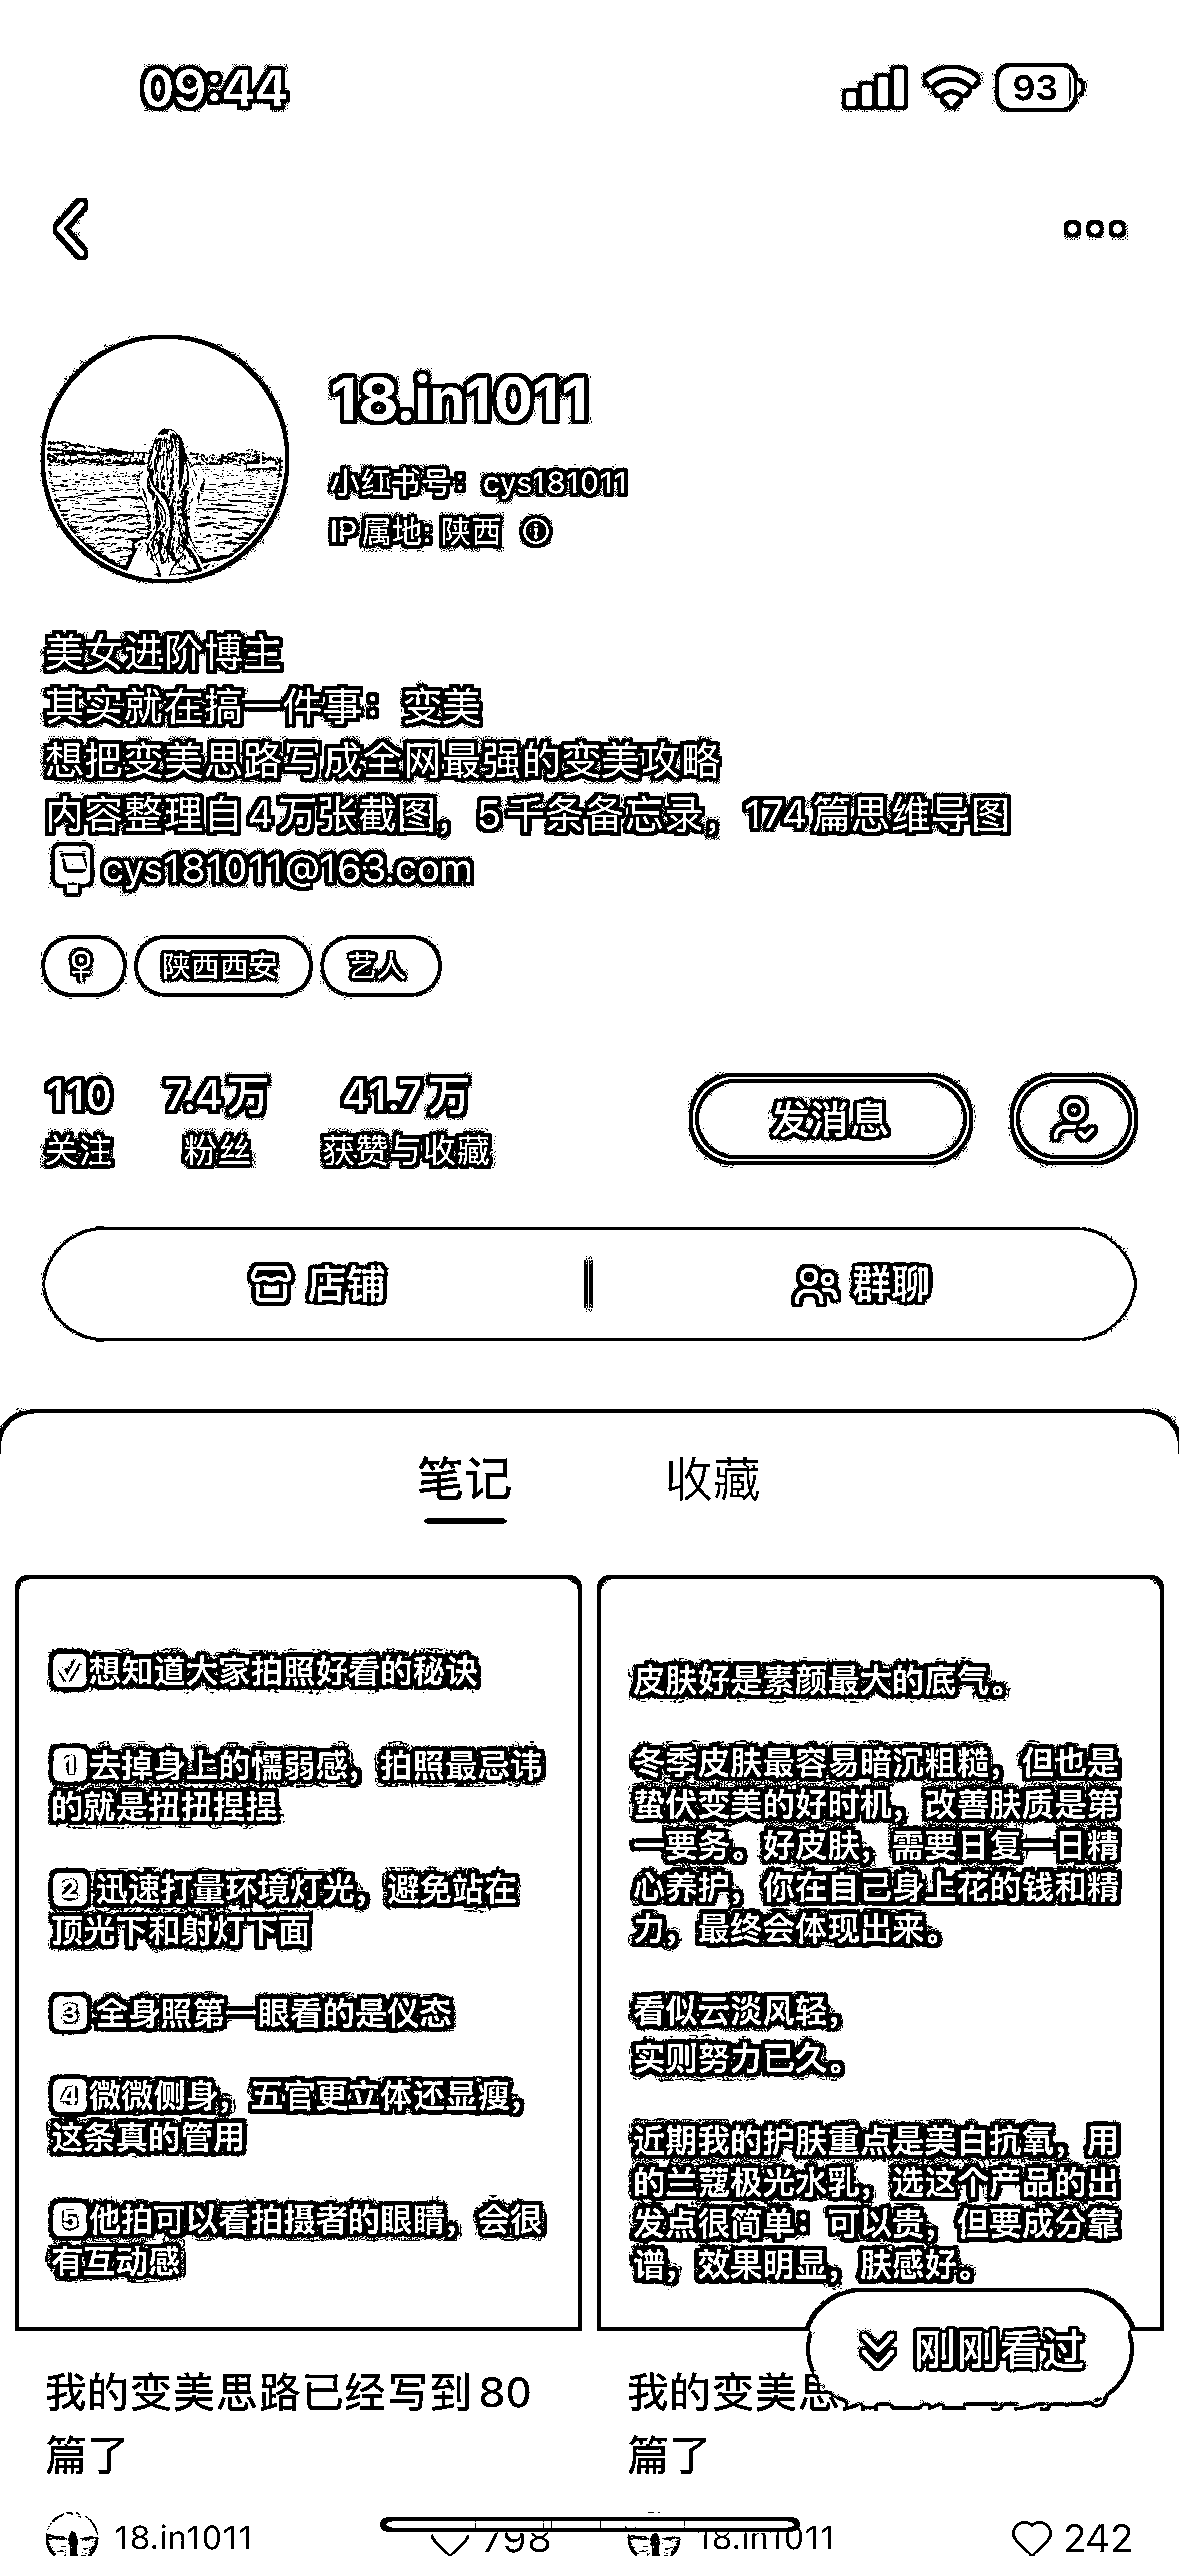 09:44
93
18.in1011
小红书号：cys181011
IP属地：陕西
美女进阶博主
其实就在搞一件事：变美
想把变美思路写成全网最强的变美攻略
内容整理自4万张截图，5千条备忘录，174篇思维导图
cys181011@163.com
陕西西安
艺人
110 关注
7.4万 粉丝
41.7万 获赞与收藏
发消息
店铺
群聊
笔记
收藏
想知道大家拍照好看的秘诀
1去掉身上的懦弱感，拍照最忌讳
的就是扭扭捏捏
2 迅速打量环境灯光，避免站在
顶光下和射灯下面
3 全身照第一眼看的是仪态
4微微侧身，五官更立体还显瘦，
这条真的管用
5他拍可以看拍摄者的眼睛，会很
有互动感
我的变美思路已经写到80
篇了
18.in1011
798
皮肤好是素颜最大的底气。
冬季皮肤最容易暗沉粗糙，但也是
蛰伏变美的好时机，改善肤质是第
一要务。好皮肤，需要日复一日精
心养护，你在自己身上花的钱和精
力，最终会体现出来。
看似云淡风轻，
实则努力已久。
近期我的护肤重点是美白抗氧，用
的兰蔻极光水乳，选这个产品的出
发点很简单：可以贵，但要成分靠
谱，效果明显，肤感好。
刚刚看过
我的变美思
篇了
18.in1011
242